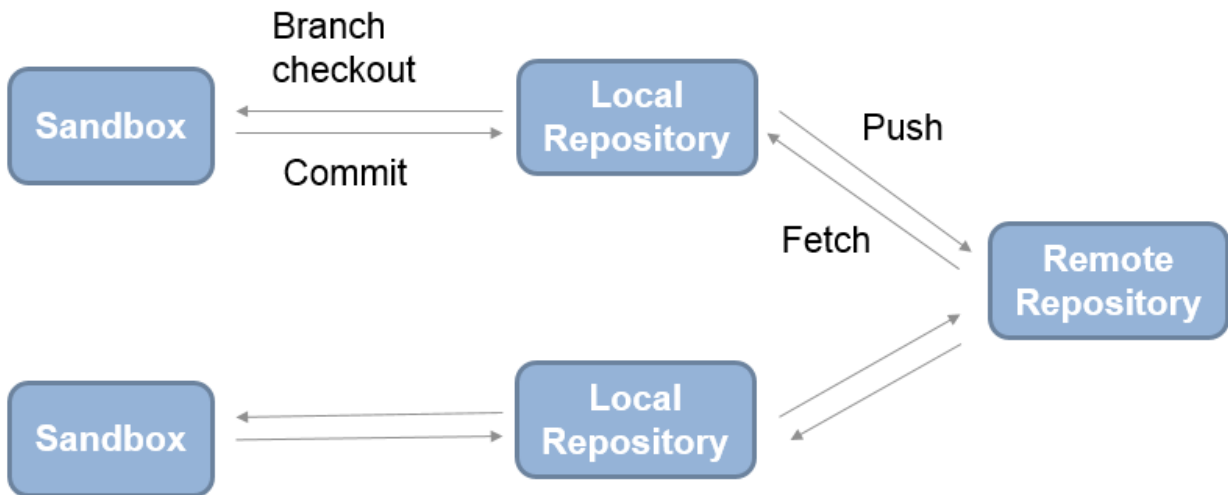 Branch
checkout
Sandbox
Local
Repository
Commit
Push
Fetch
Remote
Repository
Sandbox
Local
Repository